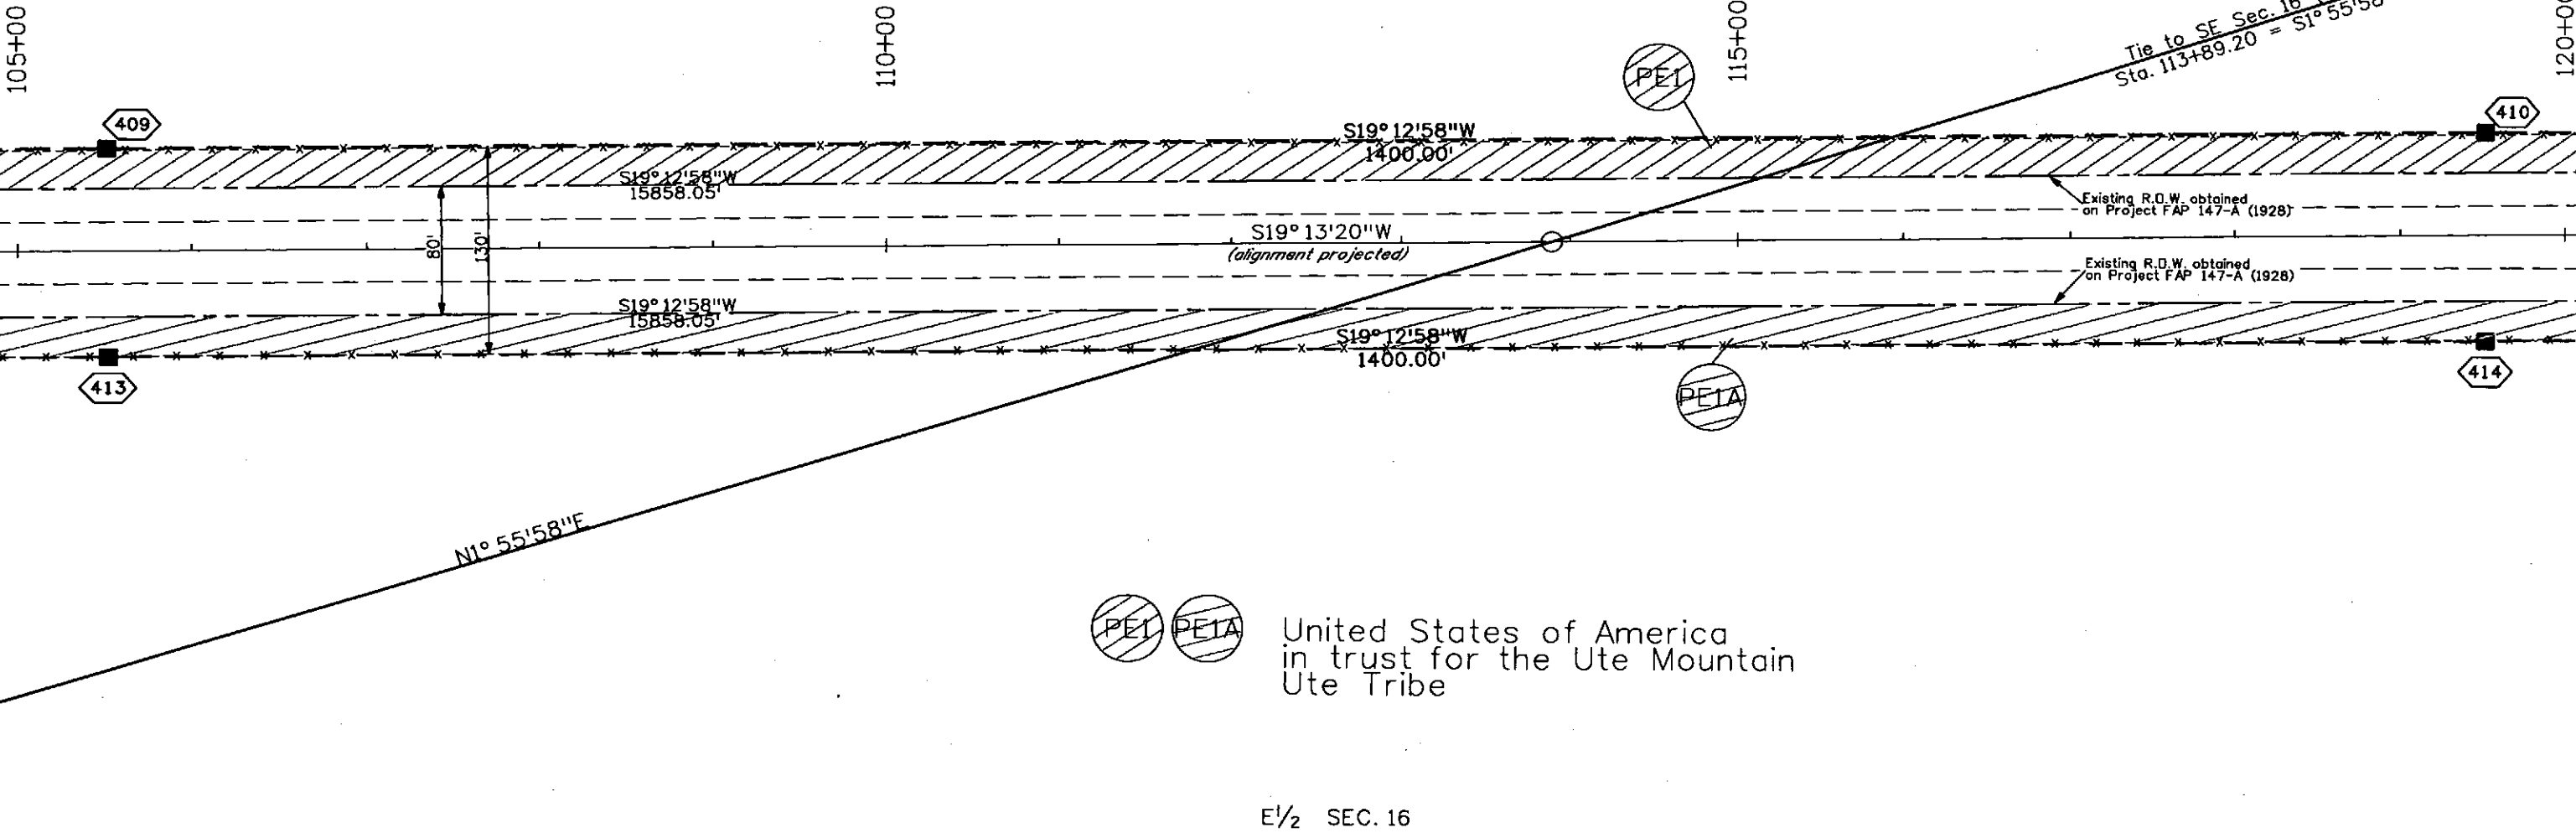 105+00
110+00
115+00
120+0
Tie to SE Sec. 16
Sta. 113+89.20 = S1° 55'58
PE1
409
410
S19° 12'58"W
1400.00'
S19° 12'58"W
15858.05'
Existing R.O.W. obtained
on Project FAP 147-A (1928)
80'
130'
S19° 13'20"W
(alignment projected)
Existing R.O.W. obtained
on Project FAP 147-A (1928)
S19° 12'58"W
15858.05'
S19° 12'58"W
1400.00'
413
414
PE1A
N1° 55'58"E
PE1 PE1A
United States of America
in trust for the Ute Mountain
Ute Tribe
E1/2 SEC. 16